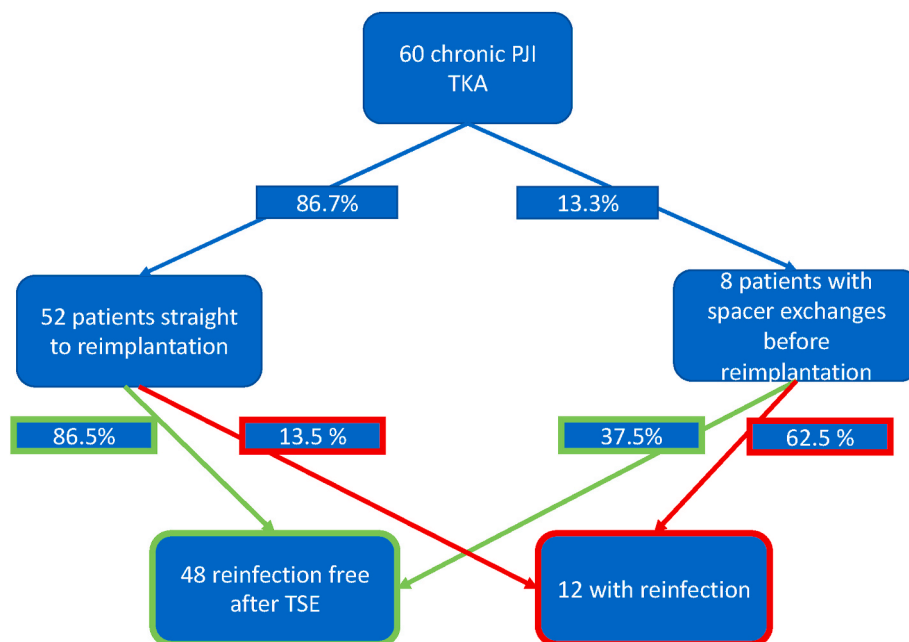 60 chronic PJI
TKA
86.7%
13.3%
52 patients straight
to reimplantation
8 patients with
spacer exchanges
before
reimplantation
86.5%
13.5 %
37.5%
62.5 %
48 reinfection free
after TSE
12 with reinfection